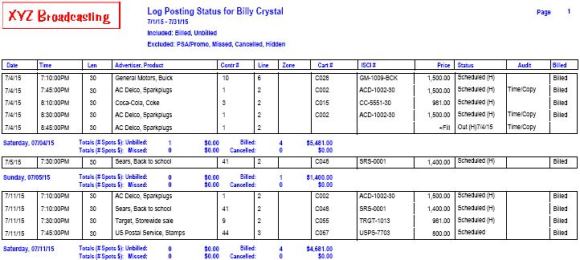 XYZ Broadcasting
Log Posting Status for Billy Crystal
Page 1
7/1/15 - 7/31/15
Included: Billed, Unbilled
Excluded: PSA/Promo, Missed, Cancelled, Hidden
Date Time Len Advertiser, Product Contr # Line Zone Cart # ISCI # Price Status Audit Billed
7/4/15 7:10:00PM 30 General Motors, Buick 10 6 C028 GM-1009-BCK 1,500.00 Scheduled (H) Billed
7/4/15 7:45:00PM 30 AC Delco, Sparkplugs 1 2 C002 ACD-1002-30 1,500.00 Scheduled (H) Time/Copy Billed
7/4/15 8:10:00PM 30 Coca-Cola, Coke 3 2 C015 CC-5551-30 981.00 Scheduled (H) Billed
7/4/15 8:30:00PM 30 AC Delco, Sparkplugs 1 2 C002 ACD-1002-30 1,500.00 Scheduled (H) Time/Copy Billed
7/4/15 8:45:00PM 30 AC Delco, Sparkplugs 1 2 =Fill Out (H)7/4/15 Time/Copy
Saturday, 07/04/15 Totals (# Spots $): Unbilled: 1 $0.00 Billed: 4 $5,481.00
Totals (# Spots $): Missed: 0 $0.00 Cancelled: 0 $0.00
7/5/15 7:30:00PM 30 Sears, Back to school 41 2 C046 SRS-0001 1,400.00 Scheduled (H) Billed
Sunday, 07/05/15 Totals (# Spots $): Unbilled: 0 $0.00 Billed: 1 $1,400.00
Totals (# Spots $): Missed: 0 $0.00 Cancelled: 0 $0.00
7/11/15 7:10:00PM 30 AC Delco, Sparkplugs 1 2 C002 ACD-1002-30 1,500.00 Scheduled (H) Billed
7/11/15 7:10:00PM 30 Sears, Back to school 41 2 C046 SRS-0001 1,400.00 Scheduled (H) Billed
7/11/15 7:30:00PM 30 Target, Storewide sale 9 2 C055 TRGT-1013 981.00 Scheduled (H) Billed
7/11/15 7:45:00PM 30 US Postal Service, Stamps 44 3 C067 USPS-7703 800.00 Scheduled Billed
Saturday, 07/11/15 Totals (# Spots $): Unbilled: 0 $0.00 Billed: 4 $4,681.00
Totals (# Spots $): Missed: 0 $0.00 Cancelled: 0 $0.00